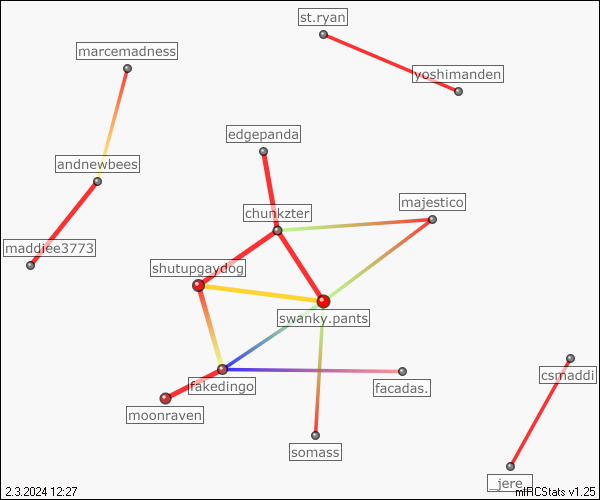 st.ryan
marcemadness
yoshimanden
edgepanda
andnewbees
majestico
chunkzter
maddiee3773
shutupgaydog
swanky.pants
csmaddi
fakedingo
facadas.
moonraven
somass
_jere_
2.3.2024 12:27
mIRCStats v1.25